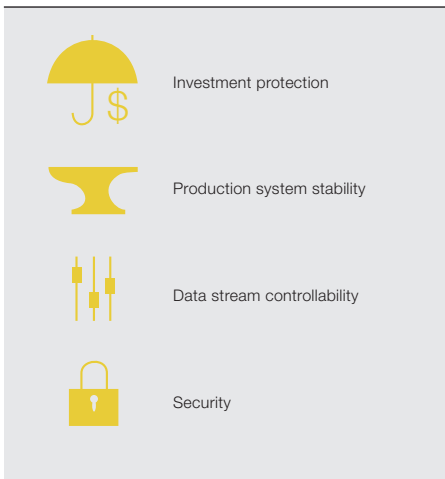 $
Investment protection
Production system stability
Data stream controllability
Security